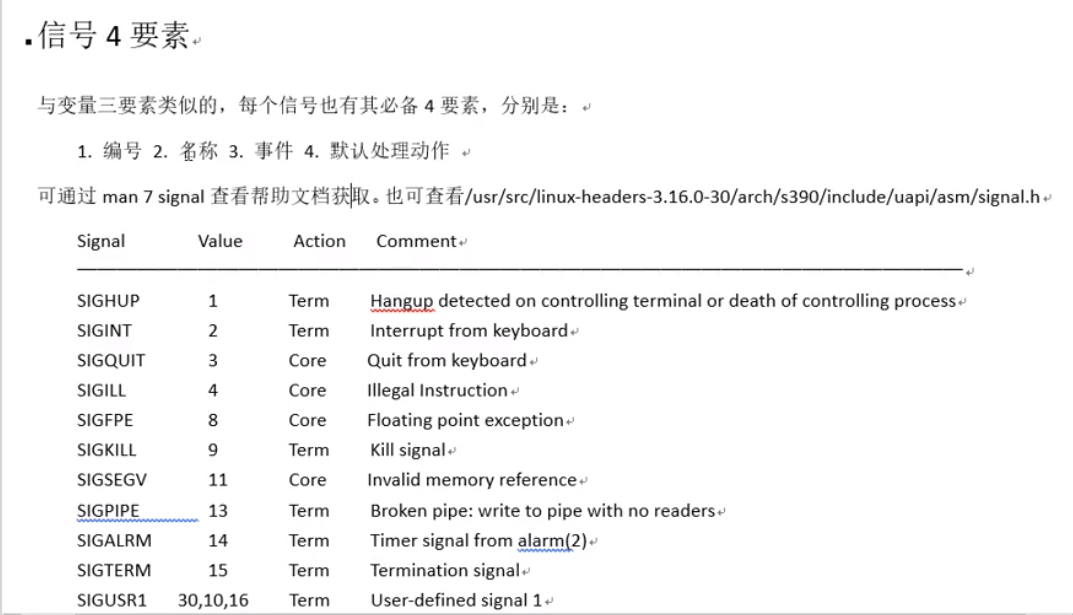 信号 4 要素
与变量三要素类似的，每个信号也有其必备 4 要素，分别是：
1. 编号 2. 名称 3. 事件 4. 默认处理动作
可通过 man 7 signal 查看帮助文档获取。也可查看/usr/src/linux-headers-3.16.0-30/arch/s390/include/uapi/asm/signal.h
Signal Value Action Comment
SIGHUP 1 Term Hangup detected on controlling terminal or death of controlling process
SIGINT 2 Term Interrupt from keyboard
SIGQUIT 3 Core Quit from keyboard
SIGILL 4 Core Illegal Instruction
SIGFPE 8 Core Floating point exception
SIGKILL 9 Term Kill signal
SIGSEGV 11 Core Invalid memory reference
SIGPIPE 13 Term Broken pipe: write to pipe with no readers
SIGALRM 14 Term Timer signal from alarm(2)
SIGTERM 15 Term Termination signal
SIGUSR1 30,10,16 Term User-defined signal 1